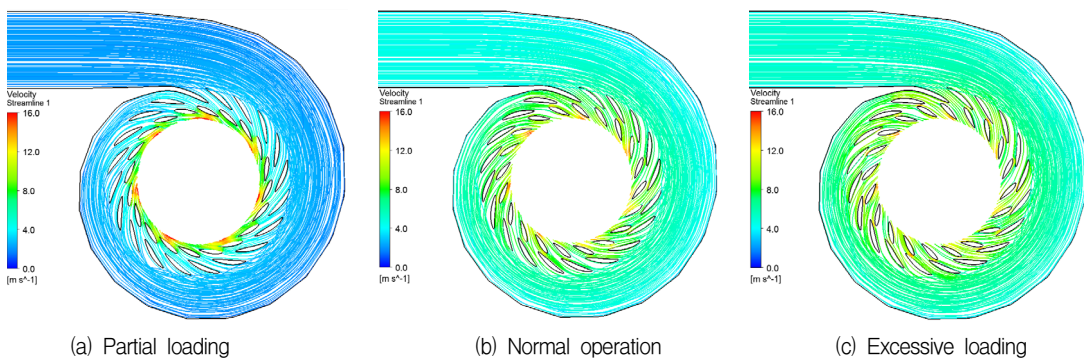 Velocity
Streamline 1
16.0
12.0
8.0
4.0
0.0
[m s^-1]
(a) Partial loading
Velocity
Streamline 1
16.0
12.0
8.0
4.0
0.0
[m s^-1]
(b) Normal operation
Velocity
Streamline 1
16.0
12.0
8.0
4.0
0.0
[m s^-1]
(c) Excessive loading